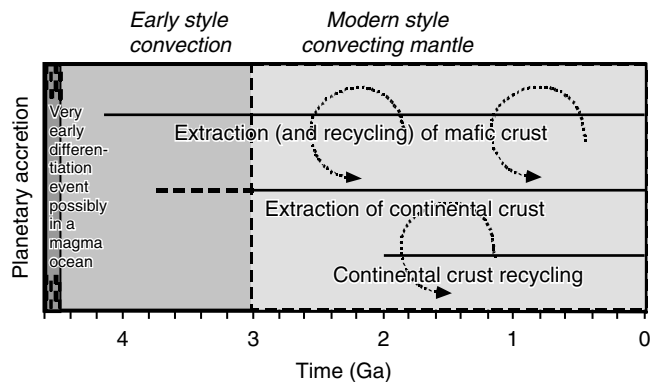 Early style
convection
Modern style
convecting mantle
Planetary accretion
Very
early
differen-
tiation
event
possibly
in a
magma
ocean
Extraction (and recycling) of mafic crust
Extraction of continental crust
Continental crust recycling
4
3
2
1
0
Time (Ga)